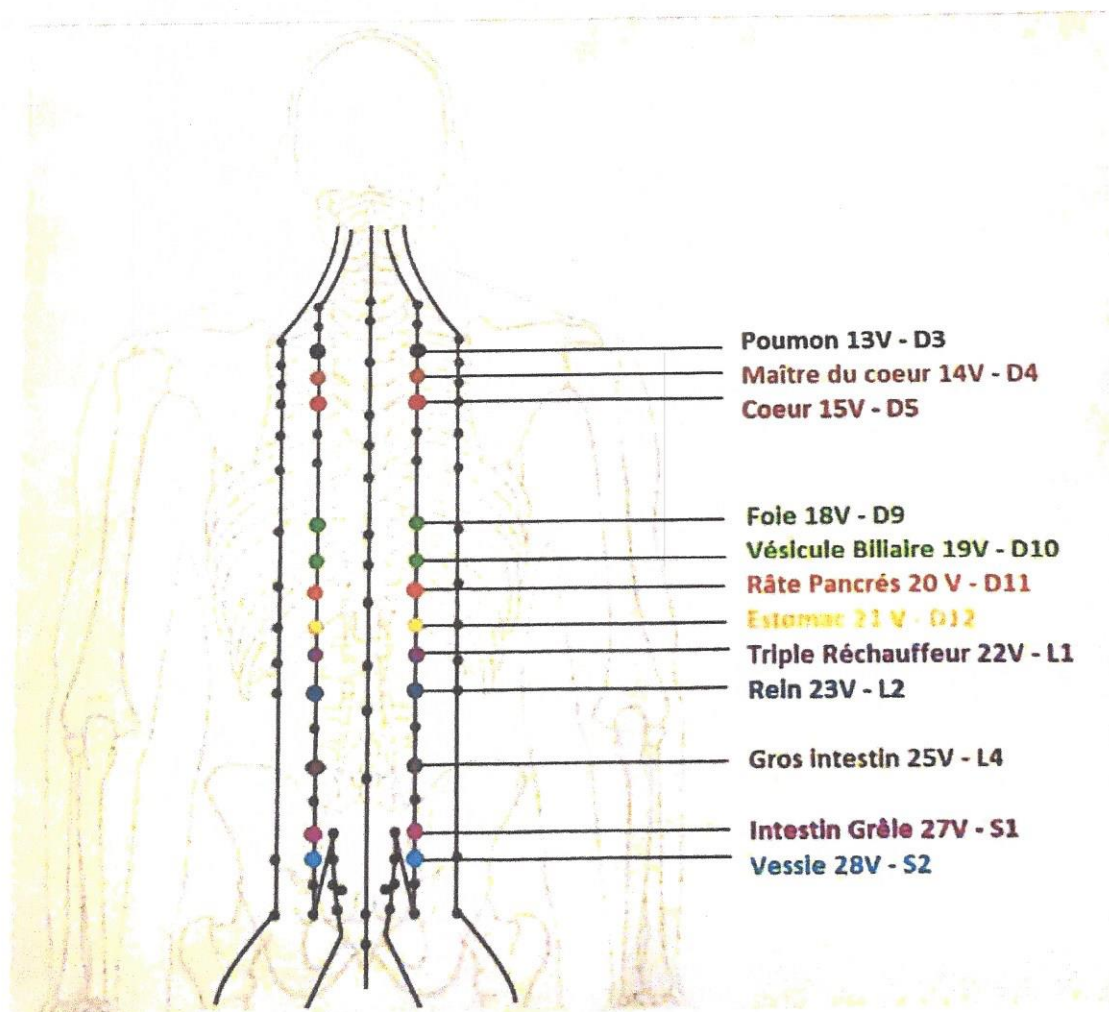 Poumon 13V - D3
Maître du coeur 14V - D4
Coeur 15V - D5
Foie 18V - D9
Vésicule Biliaire 19V - D10
Râte Pancrés 20 V - D11
Estomac 21 V - D12
Triple Réchauffeur 22V - L1
Rein 23V - L2
Gros intestin 25V - L4
Intestin Grêle 27V - S1
Vessie 28V - S2